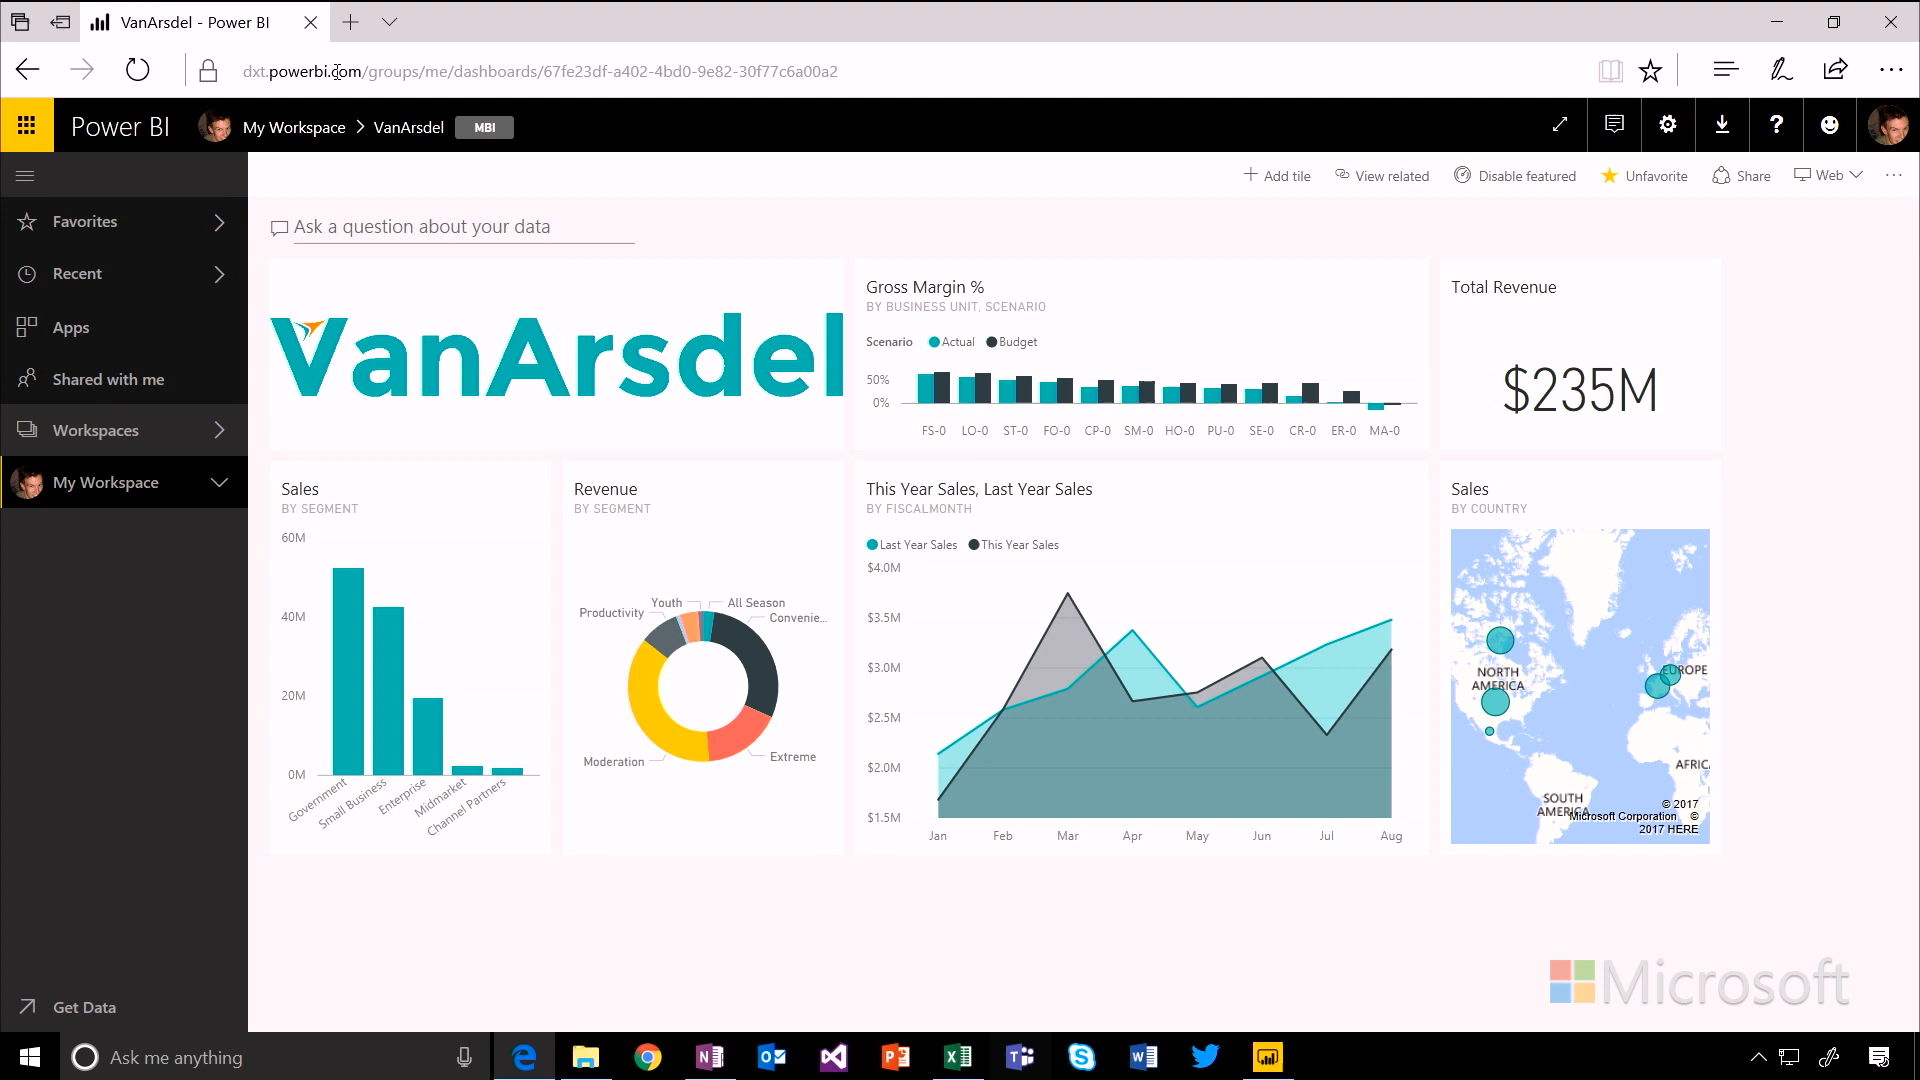 VanArsdel - Power BI
dxt.powerbi.com/groups/me/dashboards/67fe23df-a402-4bd0-9e82-30f77c6a00a2
Power BI
My Workspace > VanArsdel
MBI
Add tile
View related
Disable featured
Unfavorite
Share
Web
Favorites
Recent
Apps
Shared with me
Workspaces
My Workspace
Get Data
Ask a question about your data
VanArsdel
Gross Margin %
BY BUSINESS UNIT, SCENARIO
Scenario Actual Budget
50%
0%
FS-0 LO-0 ST-0 FO-0 CP-0 SM-0 HO-0 PU-0 SE-0 CR-0 ER-0 MA-0
Total Revenue
$235M
Sales
BY SEGMENT
60M
40M
20M
0M
Government
Small Business
Enterprise
Midmarket
Channel Partners
Revenue
BY SEGMENT
Youth
All Season
Productivity
Convenie...
Moderation
Extreme
This Year Sales, Last Year Sales
BY FISCALMONTH
Last Year Sales This Year Sales
$4.0M
$3.5M
$3.0M
$2.5M
$2.0M
$1.5M
Jan Feb Mar Apr May Jun Jul Aug
Sales
BY COUNTRY
NORTH
AMERICA
EUROPE
AFRIC
SOUTH
AMERICA
© 2017
Microsoft Corporation ©
2017 HERE
Microsoft
Ask me anything